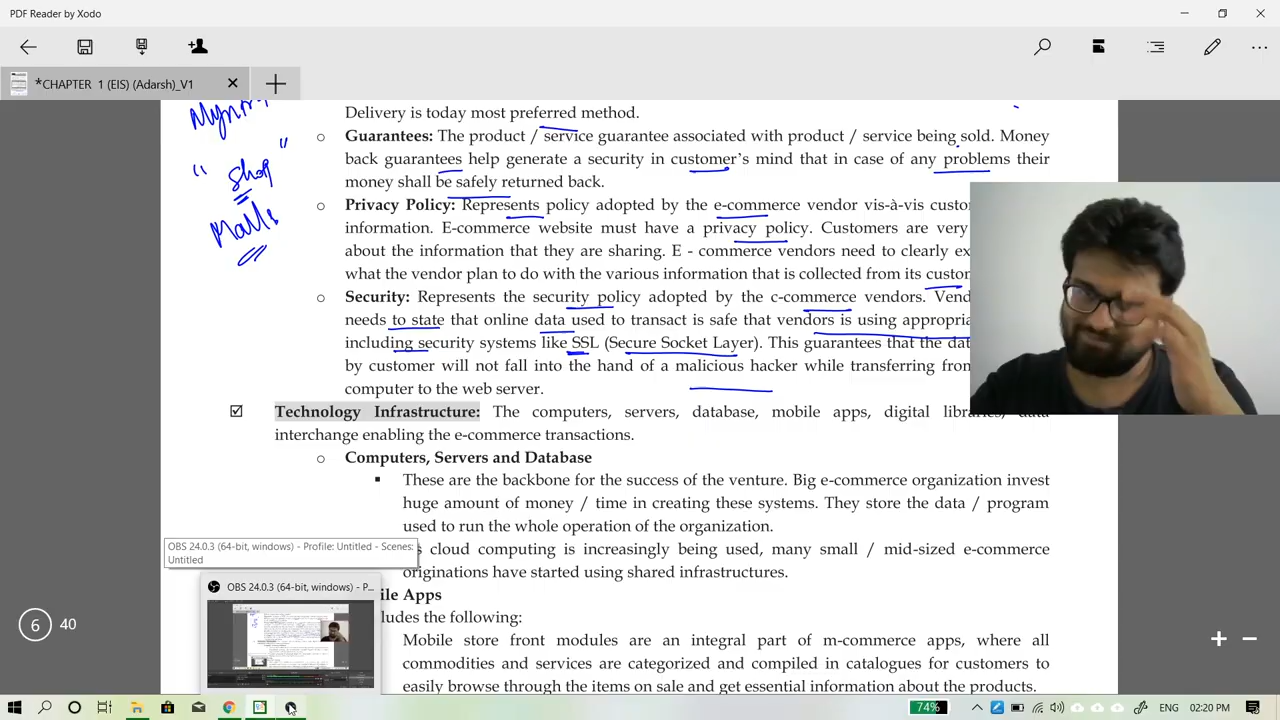 PDF Reader by Xodo
*CHAPTER 1 (EIS) (Adarsh)_V1
Delivery is today most preferred method.
Guarantees: The product / service guarantee associated with product / service being sold. Money
back guarantees help generate a security in customer's mind that in case of any problems their
money shall be safely returned back.
Privacy Policy: Represents policy adopted by the e-commerce vendor vis-à-vis
information. E-commerce website must have a privacy policy. Customers are very
about the information that they are sharing. E - commerce vendors need to clearly
what the vendor plan to do with the various information that is collected from its
Security: Represents the security policy adopted by the c-commerce vendors.
needs to state that online data used to transact is safe that vendors is using
including security systems like SSL (Secure Socket Layer). This guarantees that the
by customer will not fall into the hand of a malicious hacker while transferring
computer to the web server.
" shop "
Malls
☑ Technology Infrastructure: The computers, servers, database, mobile apps, digital libraries, data
interchange enabling the e-commerce transactions.
Computers, Servers and Database
These are the backbone for the success of the venture. Big e-commerce organization invest
huge amount of money / time in creating these systems. They store the data / program
used to run the whole operation of the organization.
cloud computing is increasingly being used, many small / mid-sized e-commerce
originations have started using shared infrastructures.
Apps
the following:
Mobile store front modules are an integral part of m-commerce apps, where all
commodities and services are categorized and compiled in catalogues for customers to
easily browse through the items on sale and get essential information about the products.
OBS 24.0.3 (64-bit, windows) - Profile: Untitled - Scenes:
Untitled
OBS 24.0.3 (64-bit, windows) - P...
6 40
74% ENG 02:20 PM